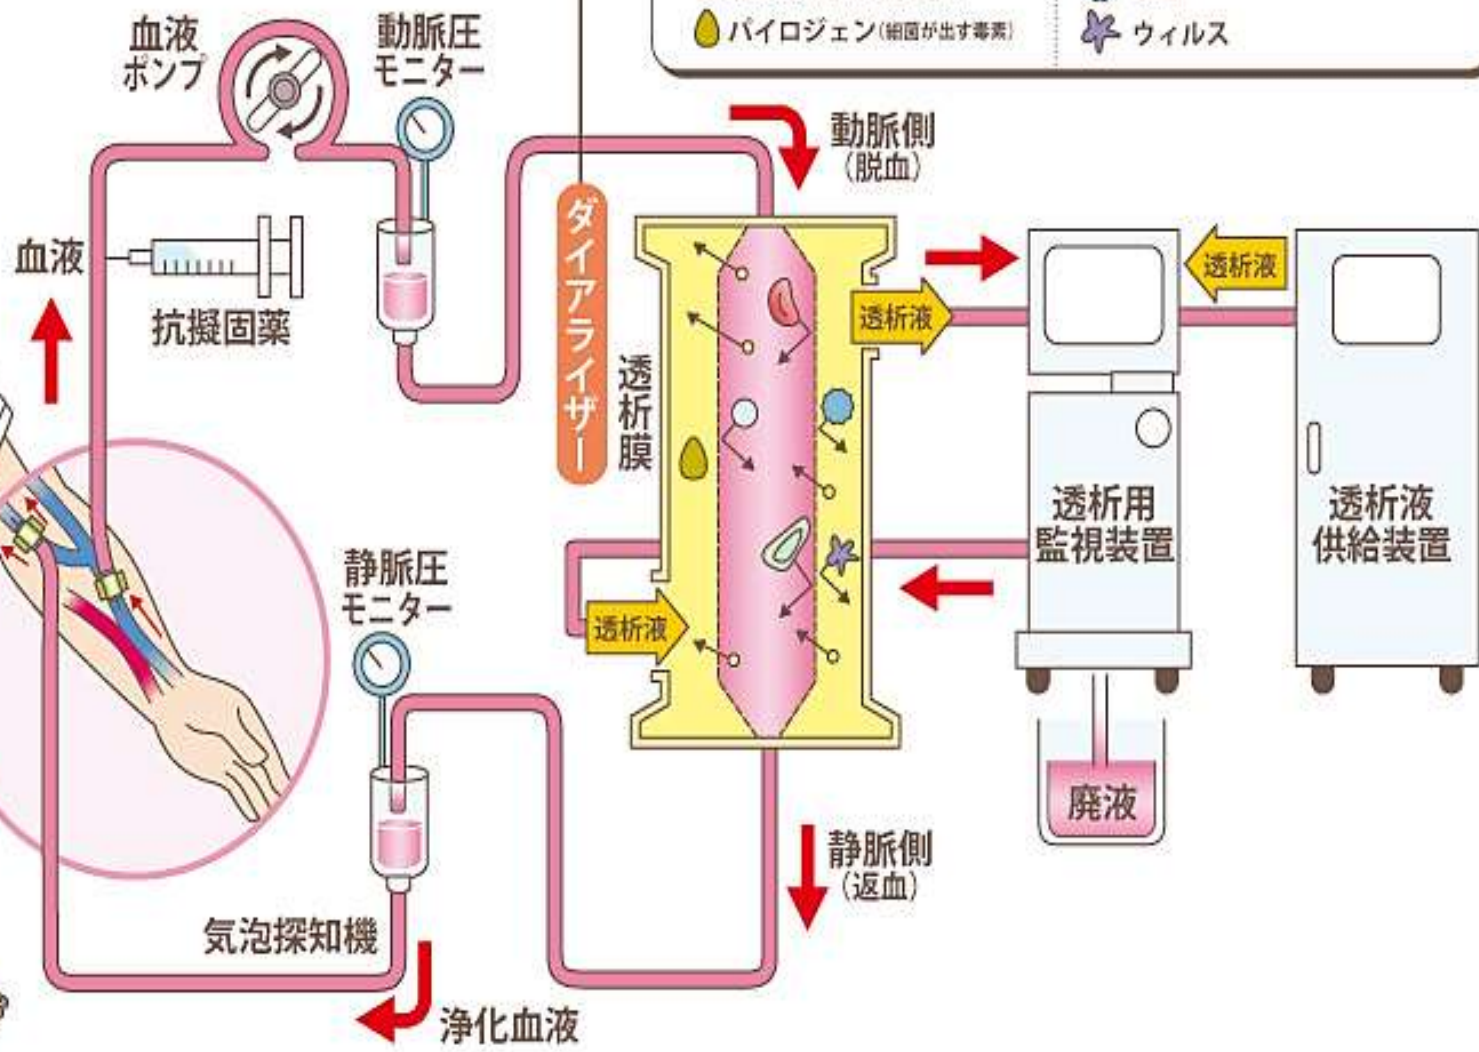 血液
ポンプ
動脈圧
モニター
パイロジェン(細菌が出す毒素)
ウィルス
動脈側
(脱血)
血液
抗擬固薬
ダイアライザー
透析膜
透析液
透析液
透析用
監視装置
透析液
供給装置
静脈圧
モニター
透析液
廃液
静脈側
(返血)
気泡探知機
浄化血液